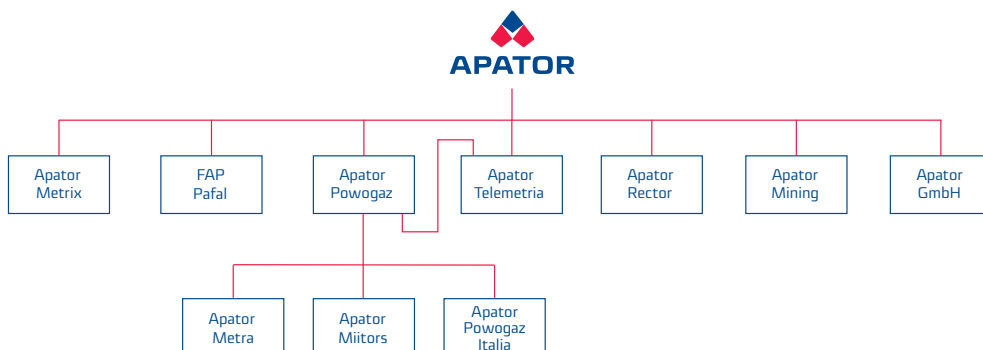 APATOR
Apator
Metrix
FAP
Pafal
Apator
Powogaz
Apator
Telemetria
Apator
Rector
Apator
Mining
Apator
GmbH
Apator
Metra
Apator
Miitors
Apator
Powogaz
Italia